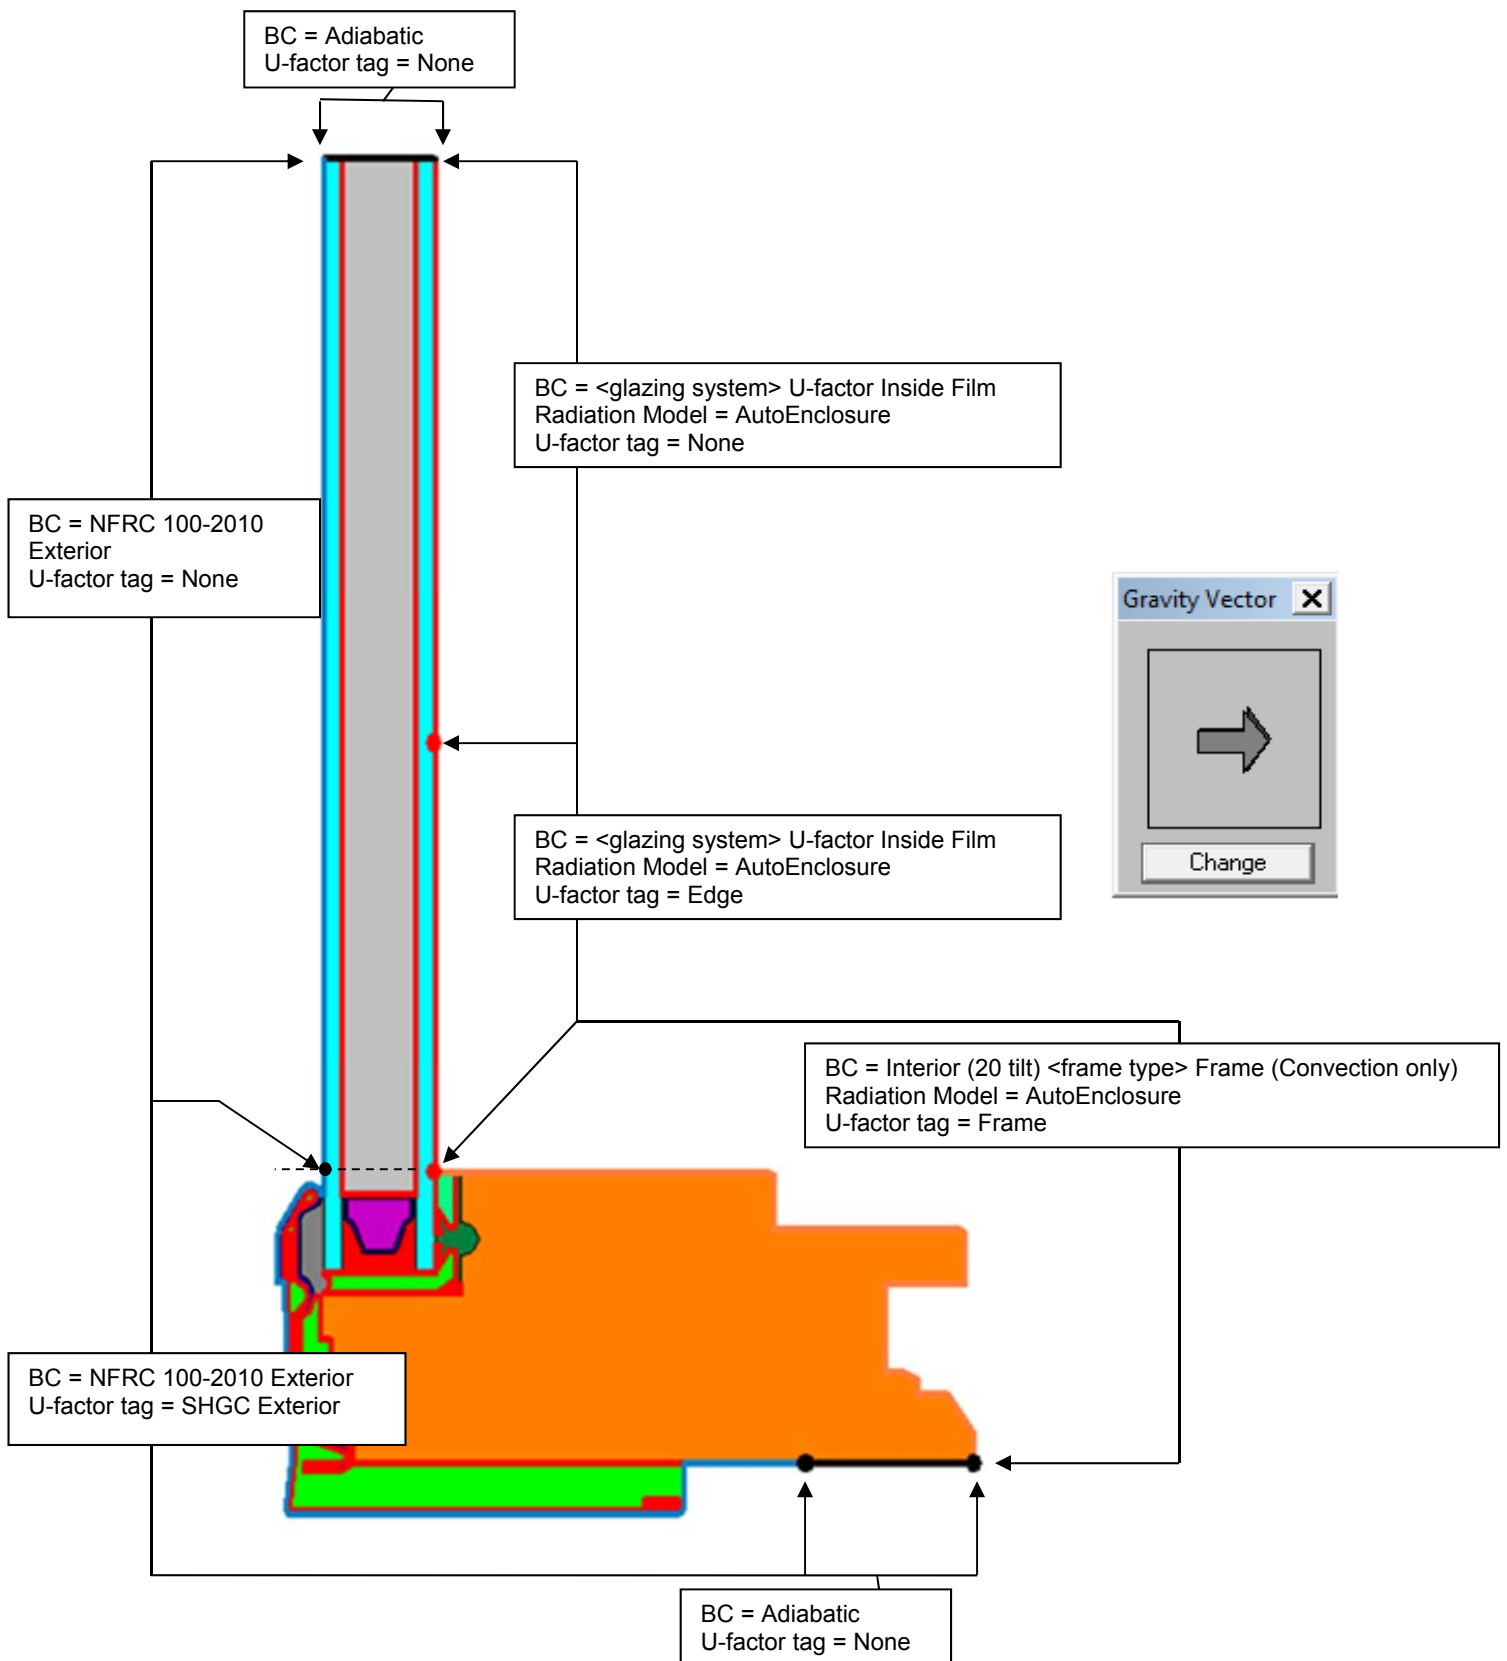 BC = Adiabatic
U-factor tag = None
BC = <glazing system> U-factor Inside Film
Radiation Model = AutoEnclosure
U-factor tag = None
BC = NFRC 100-2010
Exterior
U-factor tag = None
Gravity Vector
Change
BC = <glazing system> U-factor Inside Film
Radiation Model = AutoEnclosure
U-factor tag = Edge
BC = Interior (20 tilt) <frame type> Frame (Convection only)
Radiation Model = AutoEnclosure
U-factor tag = Frame
BC = NFRC 100-2010 Exterior
U-factor tag = SHGC Exterior
BC = Adiabatic
U-factor tag = None